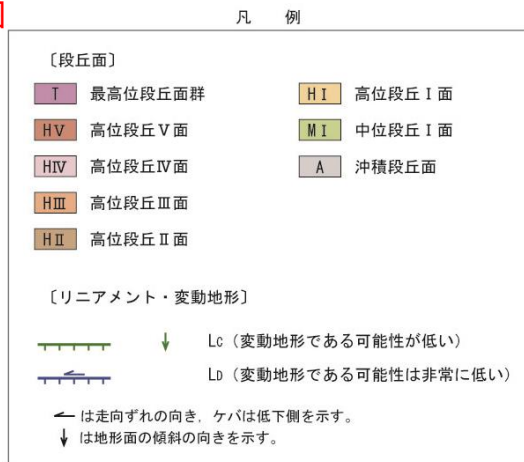 凡　例
〔段丘面〕
T　最高位段丘面群
HⅤ　高位段丘Ⅴ面
HⅣ　高位段丘Ⅳ面
HⅢ　高位段丘Ⅲ面
HⅡ　高位段丘Ⅱ面
HⅠ　高位段丘Ⅰ面
MⅠ　中位段丘Ⅰ面
A　沖積段丘面
〔リニアメント・変動地形〕
LC（変動地形である可能性が低い）
LD（変動地形である可能性は非常に低い）
は走向ずれの向き，ケバは低下側を示す。
は地形面の傾斜の向きを示す。